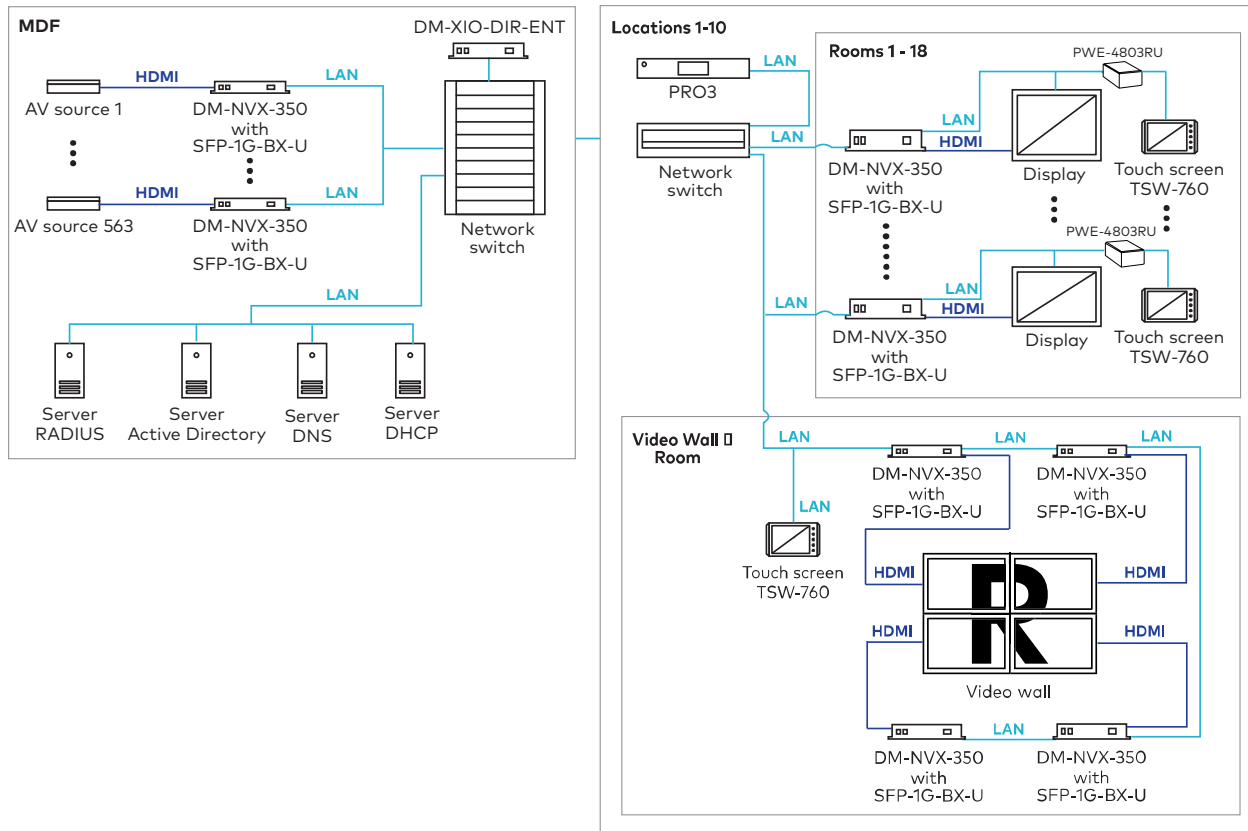 MDF
DM-XIO-DIR-ENT
HDMI
LAN
AV source 1
DM-NVX-350
with
SFP-1G-BX-U
HDMI
LAN
AV source 563
DM-NVX-350
with
SFP-1G-BX-U
Network
switch
LAN
Server
RADIUS
Server
Active Directory
Server
DNS
Server
DHCP
Locations 1-10
PRO3
LAN
Network
switch
LAN
Rooms 1 - 18
PWE-4803RU
LAN
HDMI
DM-NVX-350
with
SFP-1G-BX-U
Display
Touch screen
TSW-760
PWE-4803RU
LAN
LAN
HDMI
DM-NVX-350
with
SFP-1G-BX-U
Display
Touch screen
TSW-760
Video Wall
Room
LAN
LAN
LAN
DM-NVX-350
with
SFP-1G-BX-U
DM-NVX-350
with
SFP-1G-BX-U
LAN
Touch screen
TSW-760
HDMI
HDMI
R
HDMI
HDMI
Video wall
LAN
DM-NVX-350
with
SFP-1G-BX-U
DM-NVX-350
with
SFP-1G-BX-U